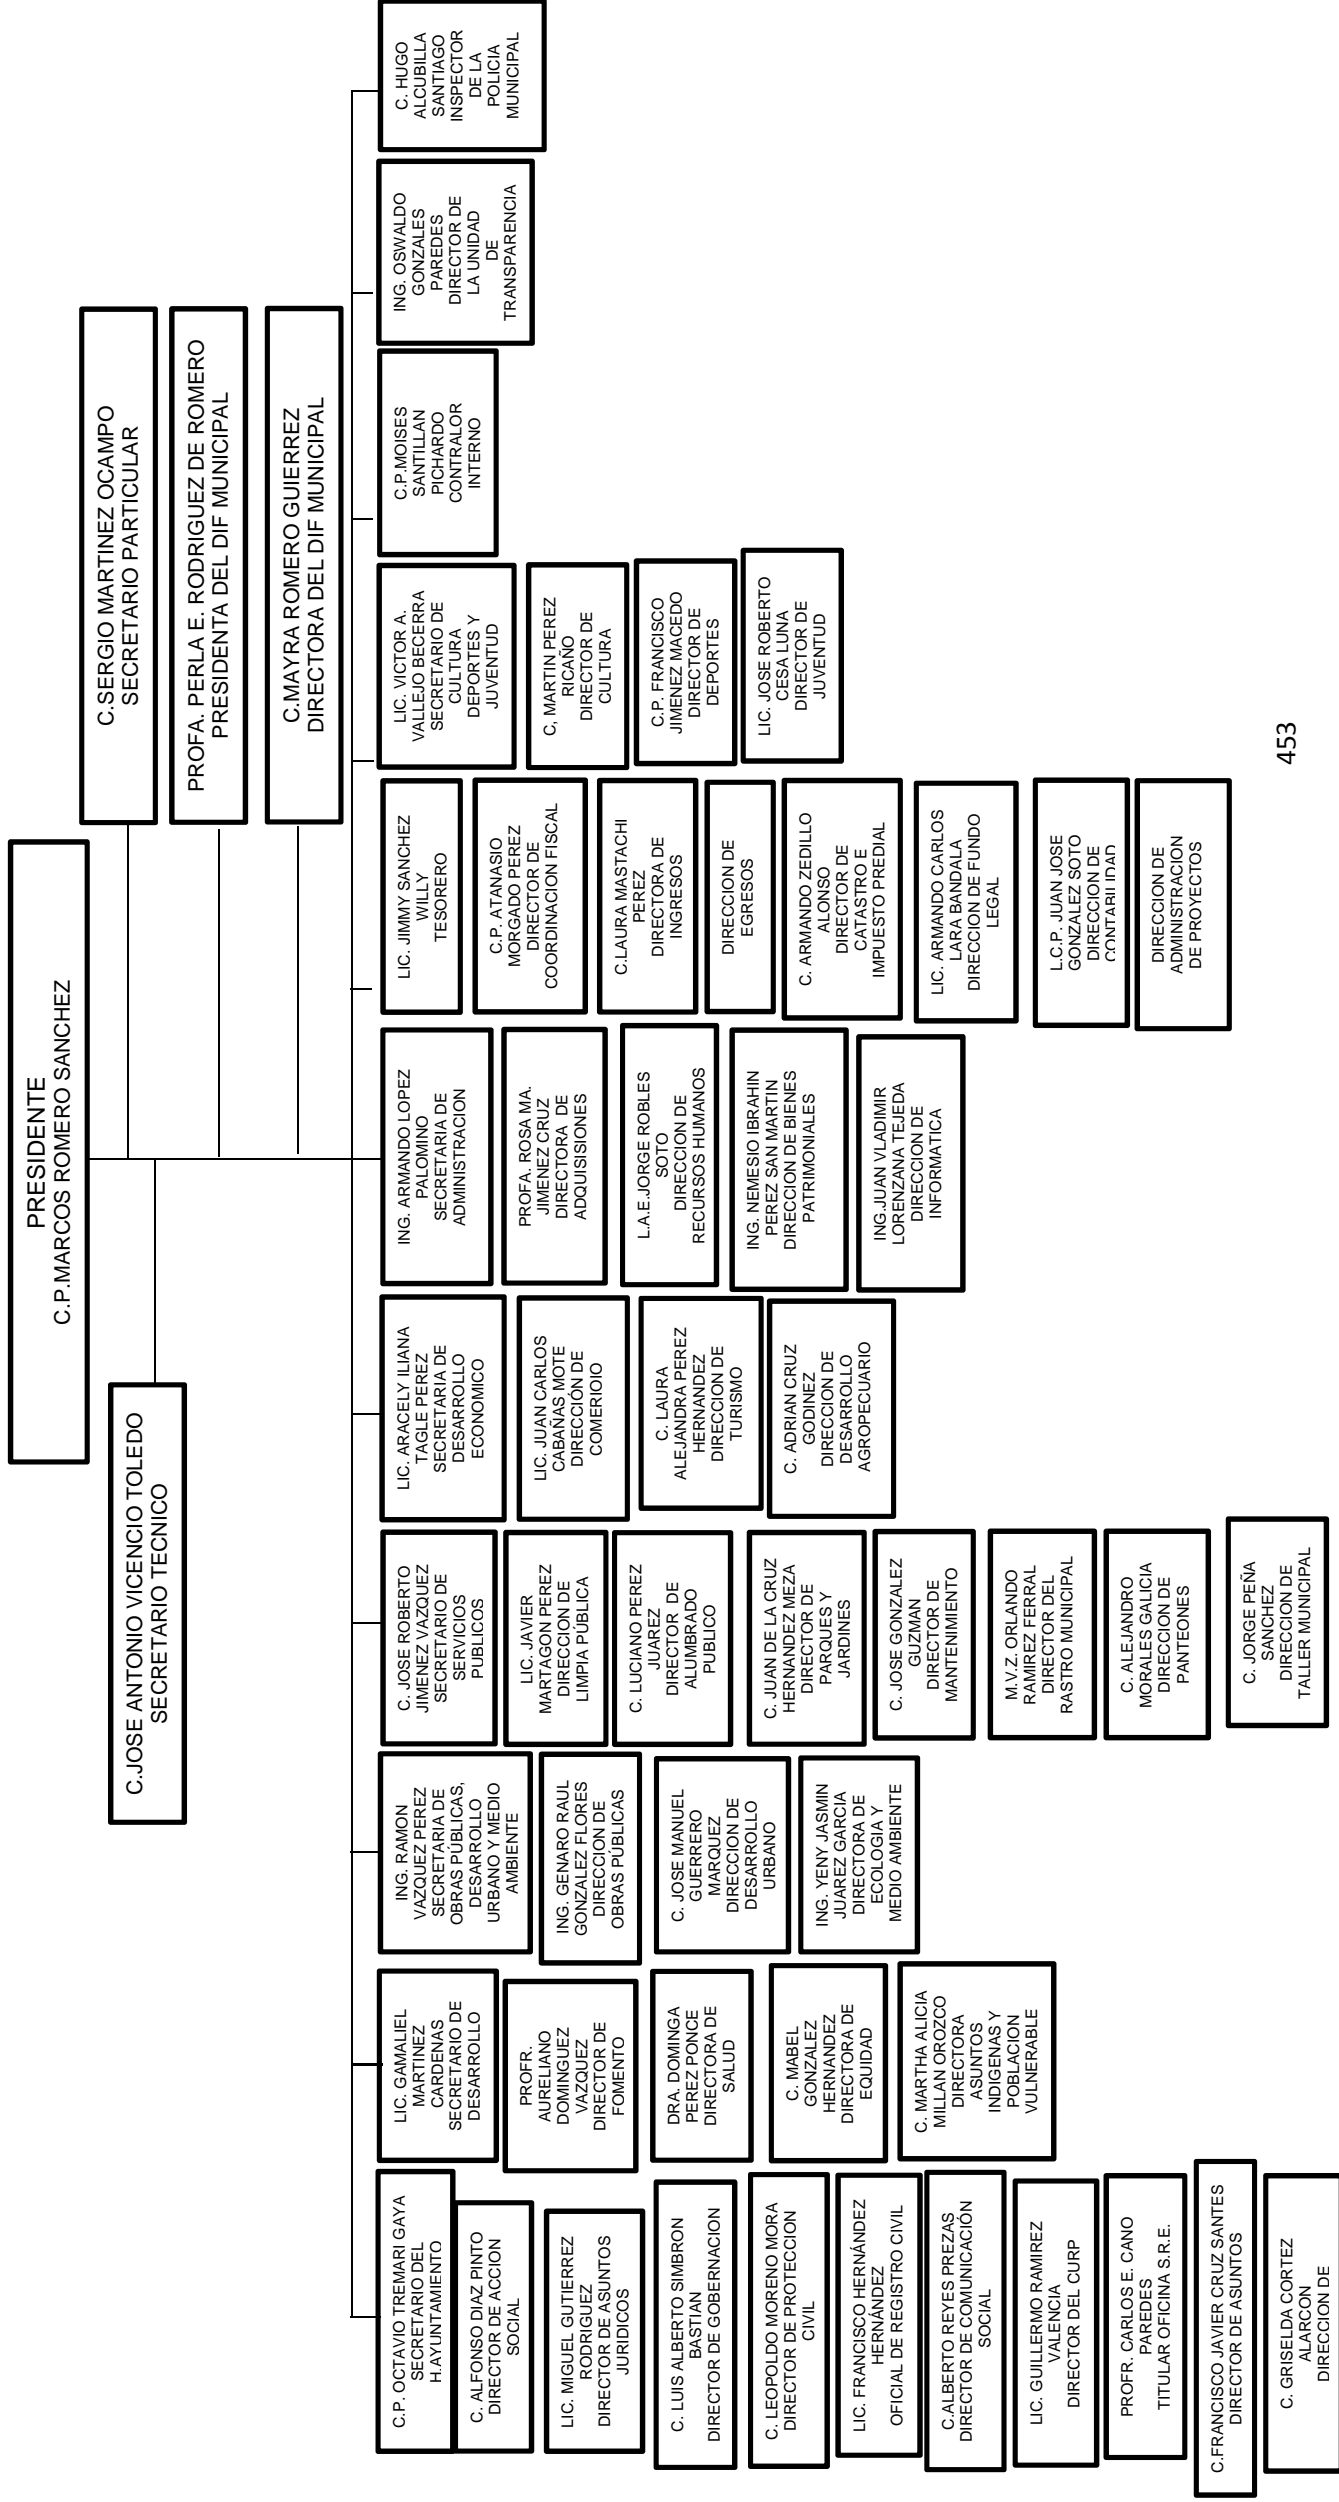 PRESIDENTE
C.P.MARCOS ROMERO SANCHEZ
C.JOSE ANTONIO VICENCIO TOLEDO
SECRETARIO TECNICO
C.SERGIO MARTINEZ OCAMPO
SECRETARIO PARTICULAR
PROFA. PERLA E. RODRIGUEZ DE ROMERO
PRESIDENTA DEL DIF MUNICIPAL
C.MAYRA ROMERO GUIERREZ
DIRECTORA DEL DIF MUNICIPAL
C.P. OCTAVIO TREMARI GAYA
SECRETARIO DEL
H.AYUNTAMIENTO
C. ALFONSO DIAZ PINTO
DIRECTOR DE ACCION
SOCIAL
LIC. MIGUEL GUTIERREZ
RODRIGUEZ
DIRECTOR DE ASUNTOS
JURIDICOS
C. LUIS ALBERTO SIMBRON
BASTIAN
DIRECTOR DE GOBERNACION
C. LEOPOLDO MORENO MORA
DIRECTOR DE PROTECCION
CIVIL
LIC. FRANCISCO HERNÁNDEZ
HERNÁNDEZ
OFICIAL DE REGISTRO CIVIL
C.ALBERTO REYES PREZAS
DIRECTOR DE COMUNICACIÓN
SOCIAL
LIC. GUILLERMO RAMIREZ
VALENCIA
DIRECTOR DEL CURP
PROFR. CARLOS E. CANO
PAREDES
TITULAR OFICINA S.R.E.
C.FRANCISCO JAVIER CRUZ SANTES
DIRECTOR DE ASUNTOS
C. GRISELDA CORTEZ
ALARCON
DIRECCION DE
LIC. GAMALIEL
MARTINEZ
CARDENAS
SECRETARIO DE
DESARROLLO
PROFR.
AURELIANO
DOMINGUEZ
VAZQUEZ
DIRECTOR DE
FOMENTO
DRA. DOMINGA
PEREZ PONCE
DIRECTORA DE
SALUD
C. MABEL
GONZALEZ
HERNANDEZ
DIRECTORA DE
EQUIDAD
C. MARTHA ALICIA
MILLAN OROZCO
DIRECTORA
ASUNTOS
INDIGENAS Y
POBLACION
VULNERABLE
ING. RAMON
VAZQUEZ PEREZ
SECRETARIA DE
OBRAS PÚBLICAS,
DESARROLLO
URBANO Y MEDIO
AMBIENTE
ING. GENARO RAUL
GONZALEZ FLORES
DIRECCION DE
OBRAS PÚBLICAS
C. JOSE MANUEL
GUERRERO
MARQUEZ
DIRECCION DE
DESARROLLO
URBANO
ING. YENY JASMIN
JUAREZ GARCIA
DIRECTORA DE
ECOLOGIA Y
MEDIO AMBIENTE
C. JOSE ROBERTO
JIMENEZ VAZQUEZ
SECRETARIO DE
SERVICIOS
PUBLICOS
LIC. JAVIER
MARTAGON PEREZ
DIRECCION DE
LIMPIA PÚBLICA
C. LUCIANO PEREZ
JUAREZ
DIRECTOR DE
ALUMBRADO
PUBLICO
C. JUAN DE LA CRUZ
HERNANDEZ MEZA
DIRECTOR DE
PARQUES Y
JARDINES
C. JOSE GONZALEZ
GUZMAN
DIRECTOR DE
MANTENIMIENTO
M.V.Z. ORLANDO
RAMIREZ FERRAL
DIRECTOR DEL
RASTRO MUNICIPAL
C. ALEJANDRO
MORALES GALICIA
DIRECCION DE
PANTEONES
C. JORGE PEÑA
SANCHEZ
DIRECCION DE
TALLER MUNICIPAL
LIC. ARACELY ILIANA
TAGLE PEREZ
SECRETARIA DE
DESARROLLO
ECONOMICO
LIC. JUAN CARLOS
CABAÑAS MOTE
DIRECCIÓN DE
COMERIOIO
C. LAURA
ALEJANDRA PEREZ
HERNANDEZ
DIRECCION DE
TURISMO
C. ADRIAN CRUZ
GODINEZ
DIRECCION DE
DESARROLLO
AGROPECUARIO
ING. ARMANDO LOPEZ
PALOMINO
SECRETARIA DE
ADMINISTRACION
PROFA. ROSA MA.
JIMENEZ CRUZ
DIRECTORA DE
ADQUISISIONES
L.A.E.JORGE ROBLES
SOTO
DIRECCION DE
RECURSOS HUMANOS
ING. NEMESIO IBRAHIN
PEREZ SAN MARTIN
DIRECCION DE BIENES
PATRIMONIALES
ING.JUAN VLADIMIR
LORENZANA TEJEDA
DIRECCION DE
INFORMATICA
LIC. JIMMY SANCHEZ
WILLY
TESORERO
C.P. ATANASIO
MORGADO PEREZ
DIRECTOR DE
COORDINACION FISCAL
C.LAURA MASTACHI
PEREZ
DIRECTORA DE
INGRESOS
DIRECCION DE
EGRESOS
C. ARMANDO ZEDILLO
ALONSO
DIRECTOR DE
CATASTRO E
IMPUESTO PREDIAL
LIC. ARMANDO CARLOS
LARA BANDALA
DIRECCION DE FUNDO
LEGAL
L.C.P. JUAN JOSE
GONZALEZ SOTO
DIRECCION DE
CONTABILIDAD
DIRECCION DE
ADMINISTRACION
DE PROYECTOS
LIC. VICTOR A.
VALLEJO BECERRA
SECRETARIO DE
CULTURA
DEPORTES Y
JUVENTUD
C, MARTIN PEREZ
RICAÑO
DIRECTOR DE
CULTURA
C.P. FRANCISCO
JIMENEZ MACEDO
DIRECTOR DE
DEPORTES
LIC. JOSE ROBERTO
CESA LUNA
DIRECTOR DE
JUVENTUD
C.P.MOISES
SANTILLAN
PICHARDO
CONTRALOR
INTERNO
ING. OSWALDO
GONZALES
PAREDES
DIRECTOR DE
LA UNIDAD
DE
TRANSPARENCIA
C. HUGO
ALCUBILLA
SANTIAGO
INSPECTOR
DE LA
POLICIA
MUNICIPAL
453